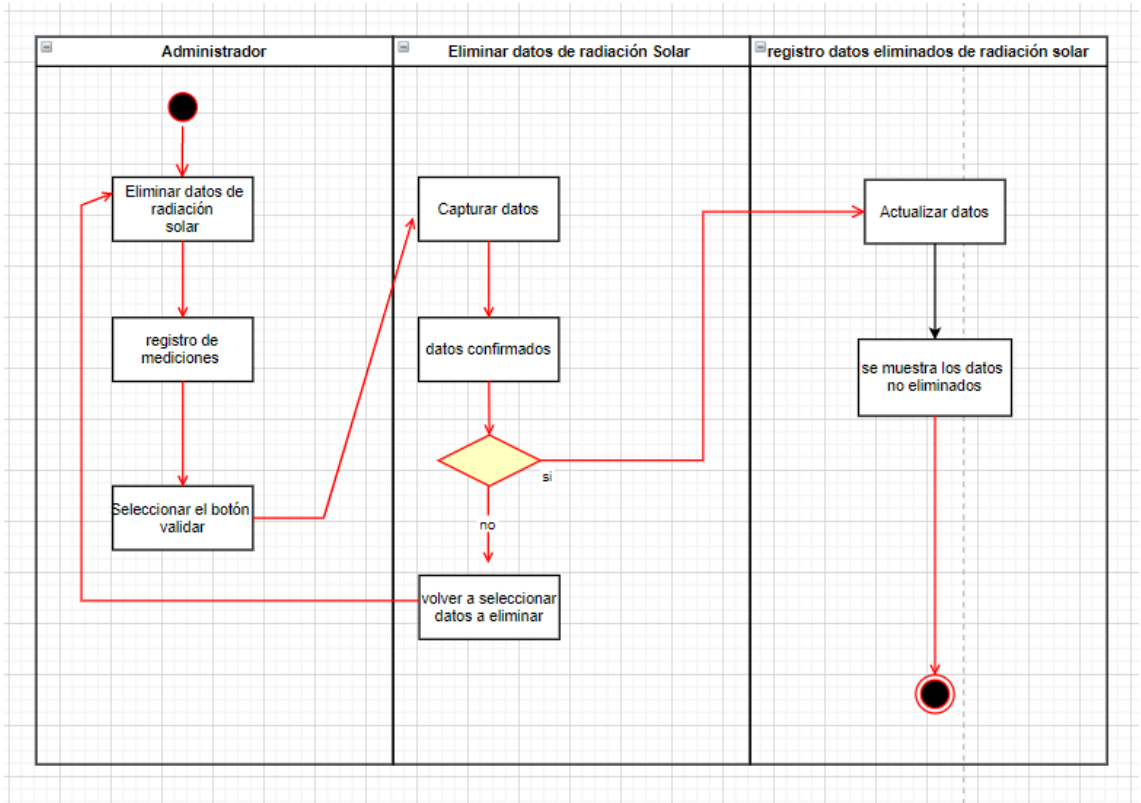 Administrador
Eliminar datos de radiación Solar
registro datos eliminados de radiación solar
Eliminar datos de
radiación
solar
registro de
mediciones
Seleccionar el botón
validar
Capturar datos
datos confirmados
si
no
volver a seleccionar
datos a eliminar
Actualizar datos
se muestra los datos
no eliminados